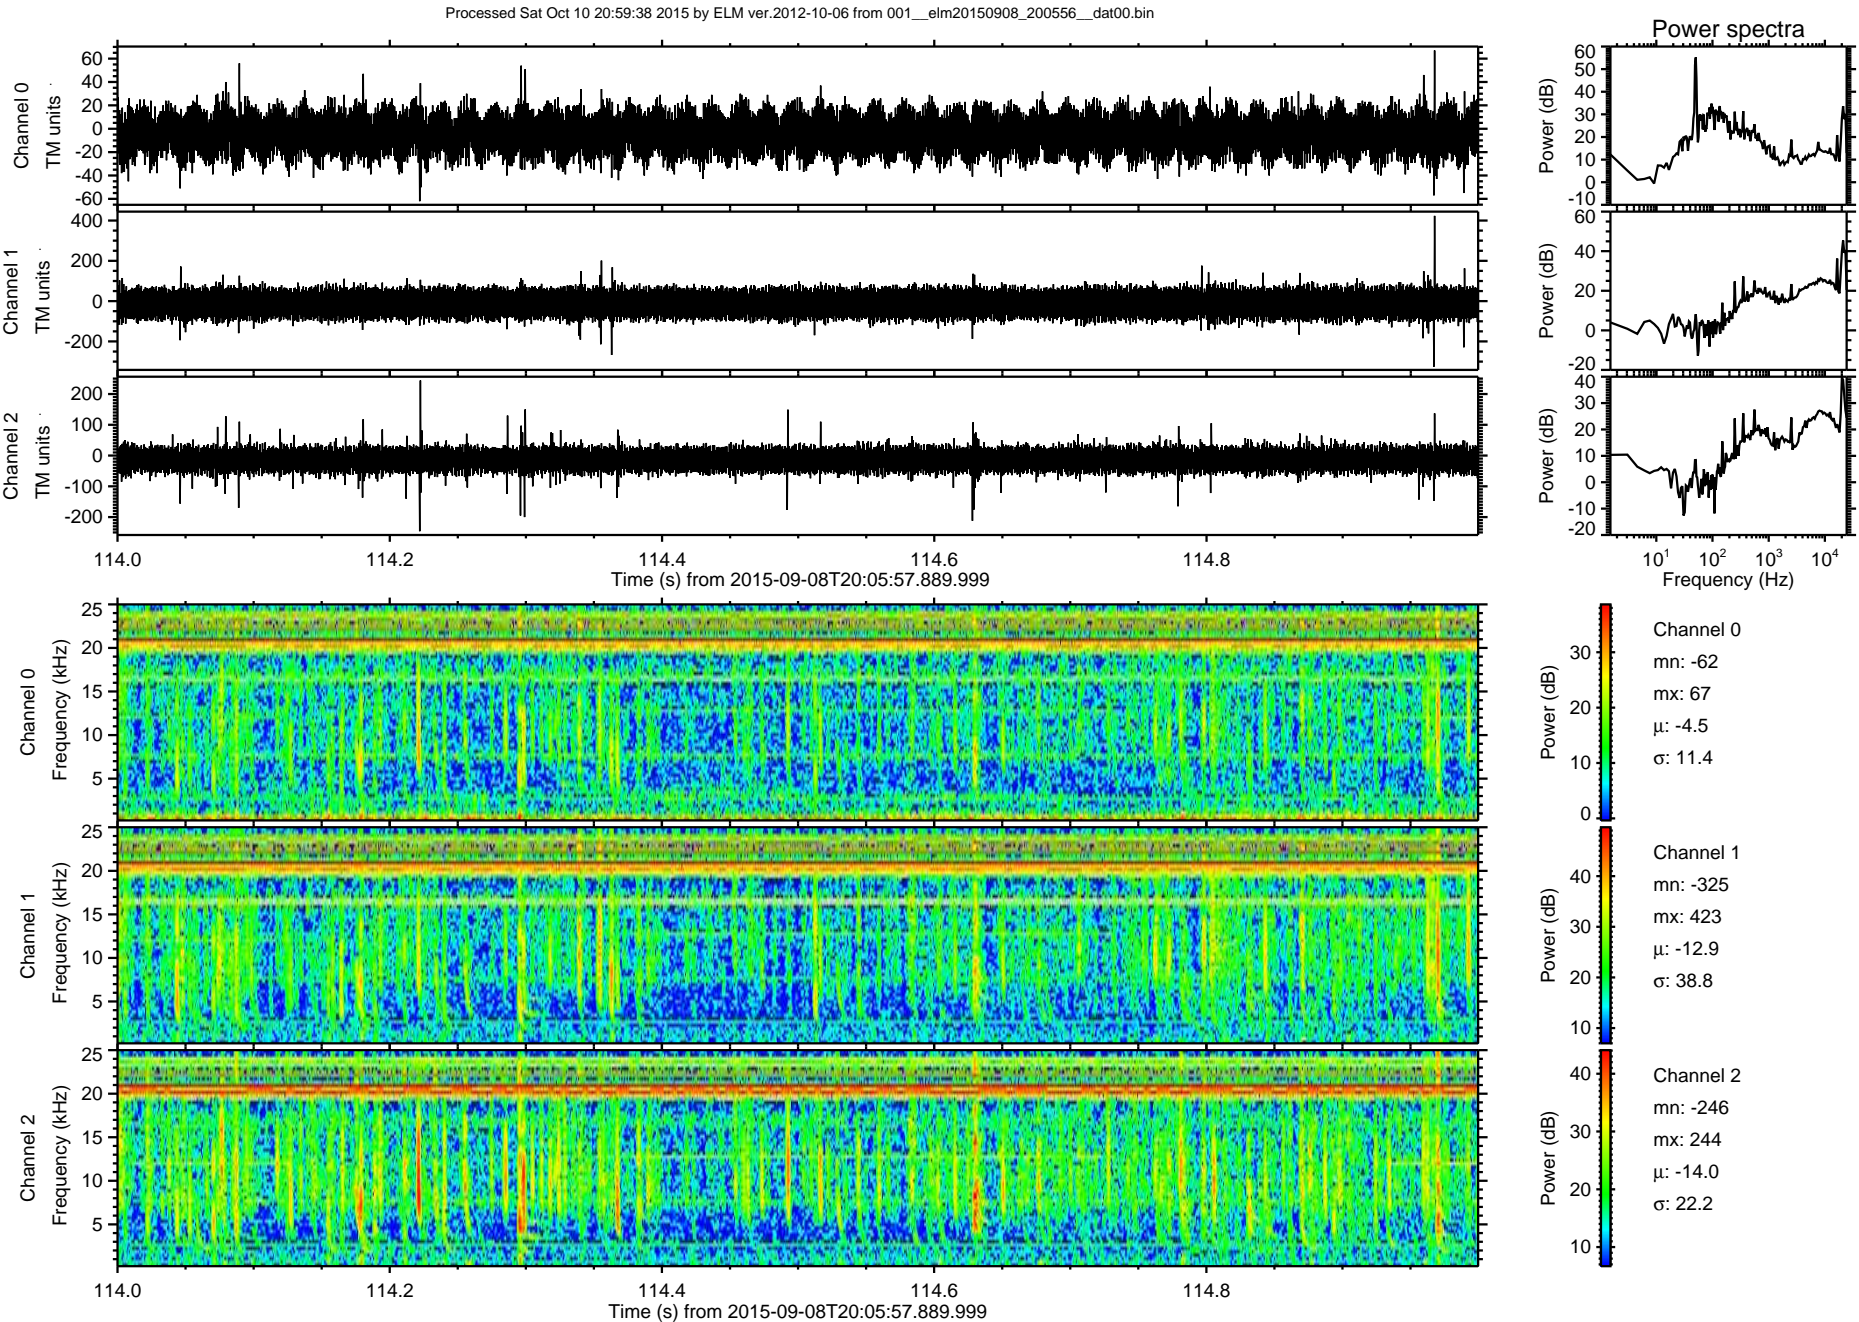 Processed Sat Oct 10 20:59:38 2015 by ELM ver.2012-10-06 from 001__elm20150908_200556__dat00.bin
Power spectra
Channel 0
TM units
60
40
20
0
-20
-40
-60
Power (dB)
60
50
40
30
20
10
0
-10
Channel 1
TM units
400
200
0
-200
Power (dB)
60
40
20
0
-20
Channel 2
TM units
200
100
0
-100
-200
Power (dB)
40
30
20
10
0
-10
-20
114.0 114.2 114.4 114.6 114.8
Time (s) from 2015-09-08T20:05:57.889.999
10¹ 10² 10³ 10⁴
Frequency (Hz)
Channel 0
Frequency (kHz)
25
20
15
10
5
Power (dB)
30
20
10
0
Channel 0
mn: -62
mx: 67
μ: -4.5
σ: 11.4
Channel 1
Frequency (kHz)
25
20
15
10
5
Power (dB)
40
30
20
10
Channel 1
mn: -325
mx: 423
μ: -12.9
σ: 38.8
Channel 2
Frequency (kHz)
25
20
15
10
5
Power (dB)
40
30
20
10
Channel 2
mn: -246
mx: 244
μ: -14.0
σ: 22.2
114.0 114.2 114.4 114.6 114.8
Time (s) from 2015-09-08T20:05:57.889.999